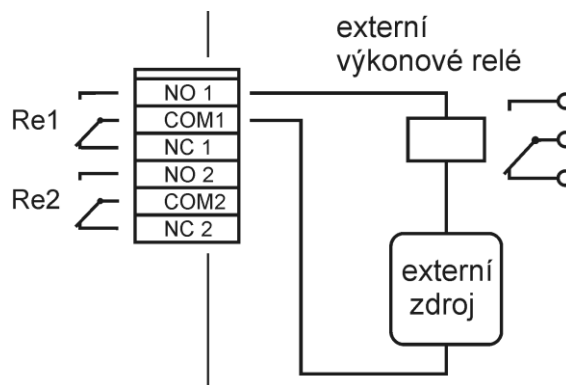 externí
výkonové relé
Re1
Re2
NO 1
COM1
NC 1
NO 2
COM2
NC 2
externí
zdroj